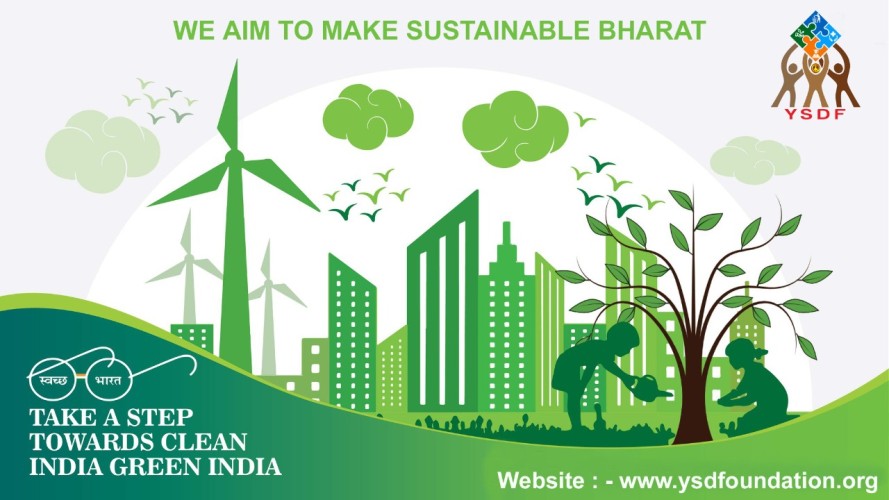 WE AIM TO MAKE SUSTAINABLE BHARAT
YSDF
स्वच्छ भारत
TAKE A STEP
TOWARDS CLEAN
INDIA GREEN INDIA
Website : - www.ysdfoundation.org